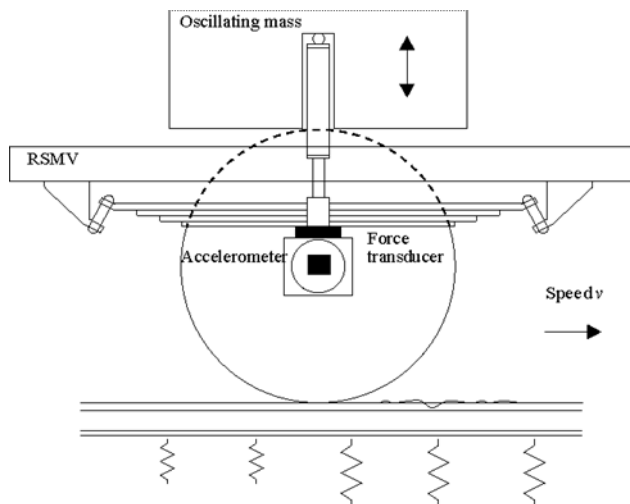 Oscillating mass
RSMV
Accelerometer
Force
transducer
Speed v